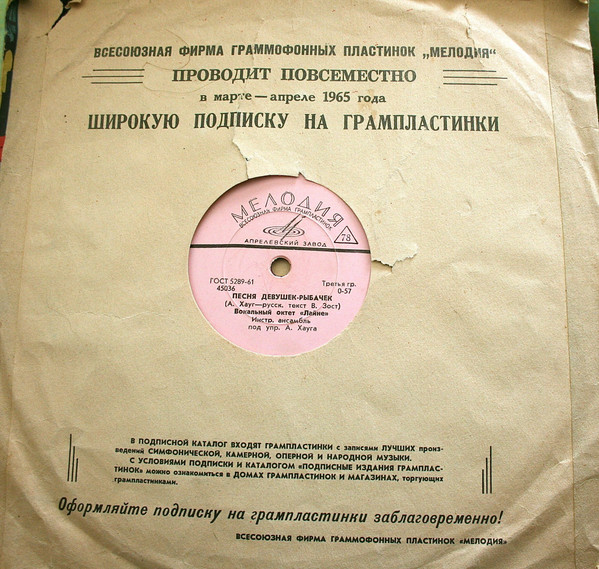 ВСЕСОЮЗНАЯ ФИРМА ГРАММОФОННЫХ ПЛАСТИНОК „МЕЛОДИЯ“
ПРОВОДИТ ПОВСЕМЕСТНО
в марте — апреле 1965 года
ШИРОКУЮ ПОДПИСКУ НА ГРАМПЛАСТИНКИ
МЕЛОДИЯ
ВСЕСОЮЗНАЯ ФИРМА ГРАМПЛАСТИНОК
78
АПРЕЛЕВСКИЙ ЗАВОД
ГОСТ 5289-61 Третья гр.
45036 0-57
ПЕСНЯ ДЕВУШЕК-РЫБАЧЕК
(А. Хауг—русск. текст В. Зост)
Вокальный октет «Лайне»
Инстр. ансамбль
под упр. А. Хауга
В ПОДПИСНОЙ КАТАЛОГ ВХОДЯТ ГРАМПЛАСТИНКИ с записями ЛУЧШИХ произ-
ведений СИМФОНИЧЕСКОЙ, КАМЕРНОЙ, ОПЕРНОЙ И НАРОДНОЙ МУЗЫКИ.
С УСЛОВИЯМИ ПОДПИСКИ И КАТАЛОГОМ «ПОДПИСНЫЕ ИЗДАНИЯ ГРАМПЛАС-
ТИНОК» можно ознакомиться в ДОМАХ ГРАМПЛАСТИНОК И МАГАЗИНАХ, торгующих
грампластинками.
Оформляйте подписку на грампластинки заблаговременно!
ВСЕСОЮЗНАЯ ФИРМА ГРАММОФОННЫХ ПЛАСТИНОК «МЕЛОДИЯ»